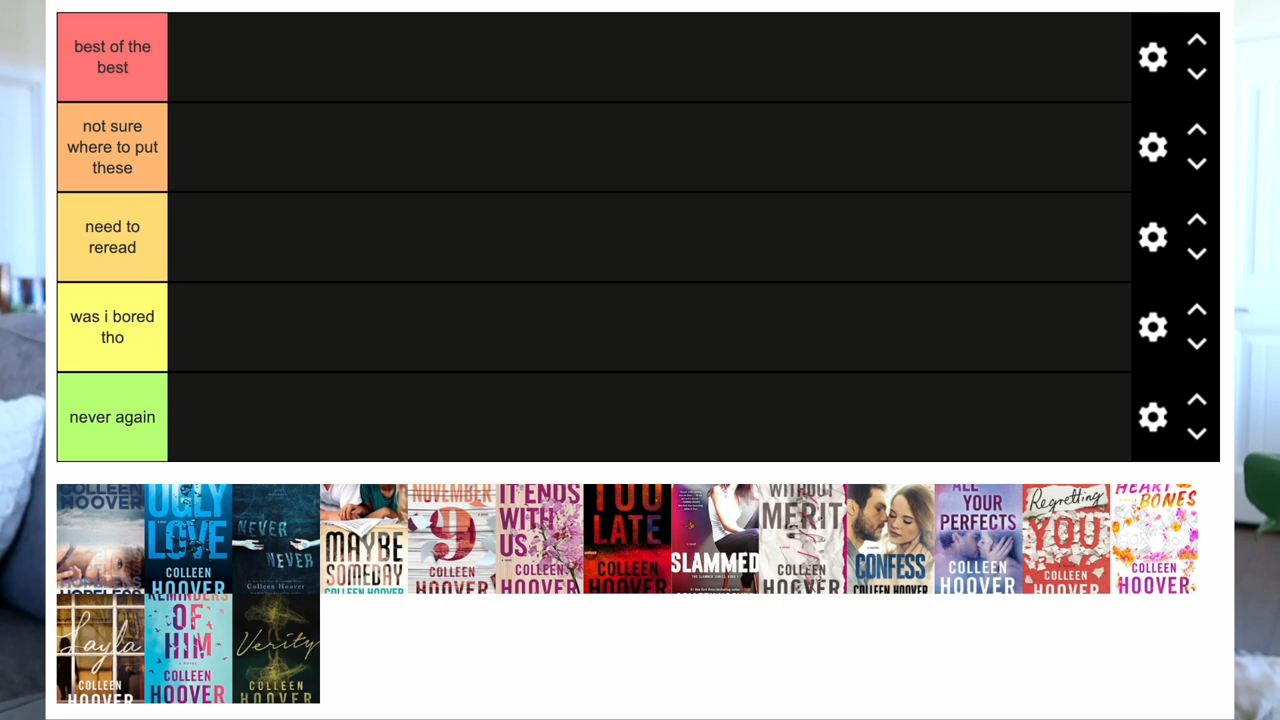 best of the
best
not sure
where to put
these
need to
reread
was i bored
tho
never again
COLLEEN
HOOVER
HOPELESS
UGLY
LOVE
COLLEEN
HOOVER
NEVER
NEVER
Colleen Hoover
MAYBE
SOMEDAY
COLLEEN HOOVER
NOVEMBER
9
COLLEEN
HOOVER
IT ENDS
WITH
US
COLLEEN
HOOVER
TOO
LATE
COLLEEN
HOOVER
SLAMMED
WITHOUT
MERIT
COLLEEN
HOOVER
CONFESS
COLLEEN HOOVER
ALL
YOUR
PERFECTS
COLLEEN
HOOVER
Regretting
YOU
COLLEEN
HOOVER
HEART
BONES
COLLEEN
HOOVER
Layla
COLLEEN
HOOVER
REMINDERS
OF
HIM
A NOVEL
COLLEEN
HOOVER
Verity
COLLEEN
HOOVER